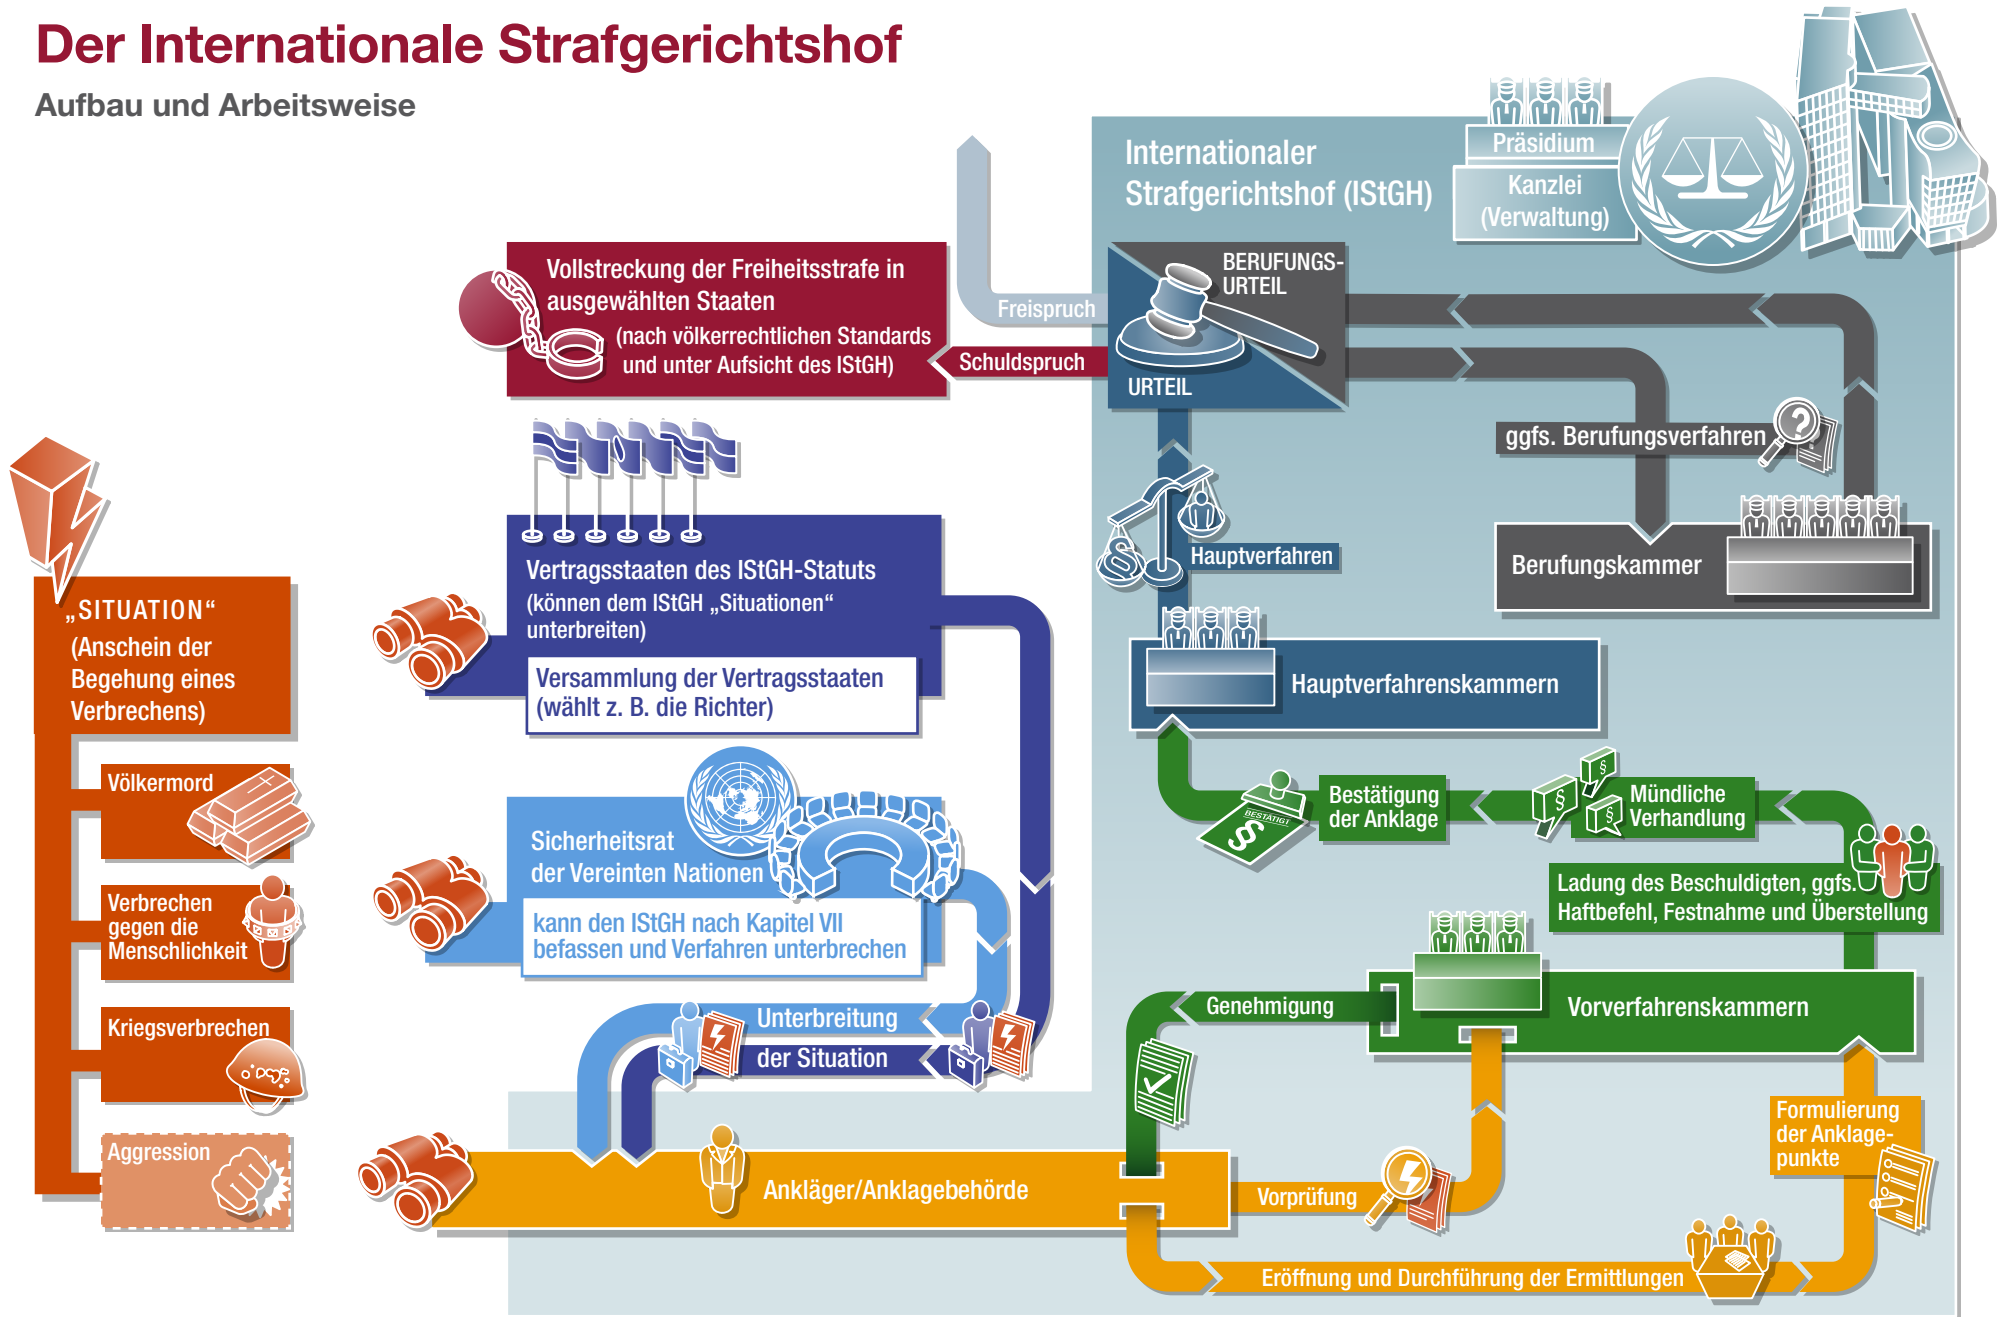 Der Internationale Strafgerichtshof
Aufbau und Arbeitsweise
Internationaler
Strafgerichtshof (IStGH)
Präsidium
Kanzlei
(Verwaltung)
Vollstreckung der Freiheitsstrafe in
ausgewählten Staaten
(nach völkerrechtlichen Standards
und unter Aufsicht des IStGH)
Freispruch
Schuldspruch
BERUFUNGS-
URTEIL
URTEIL
ggfs. Berufungsverfahren
?
Berufungskammer
§
Hauptverfahren
Hauptverfahrenskammern
„SITUATION“
(Anschein der
Begehung eines
Verbrechens)
Völkermord
Verbrechen
gegen die
Menschlichkeit
Kriegsverbrechen
Aggression
Vertragsstaaten des IStGH-Statuts
(können dem IStGH „Situationen“
unterbreiten)
Versammlung der Vertragsstaaten
(wählt z. B. die Richter)
Sicherheitsrat
der Vereinten Nationen
kann den IStGH nach Kapitel VII
befassen und Verfahren unterbrechen
Unterbreitung
der Situation
BESTÄTIGT
§
Bestätigung
der Anklage
§
§
§
Mündliche
Verhandlung
Ladung des Beschuldigten, ggfs.
Haftbefehl, Festnahme und Überstellung
Genehmigung
Vorverfahrenskammern
Formulierung
der Anklage-
punkte
Ankläger/Anklagebehörde
Vorprüfung
Eröffnung und Durchführung der Ermittlungen